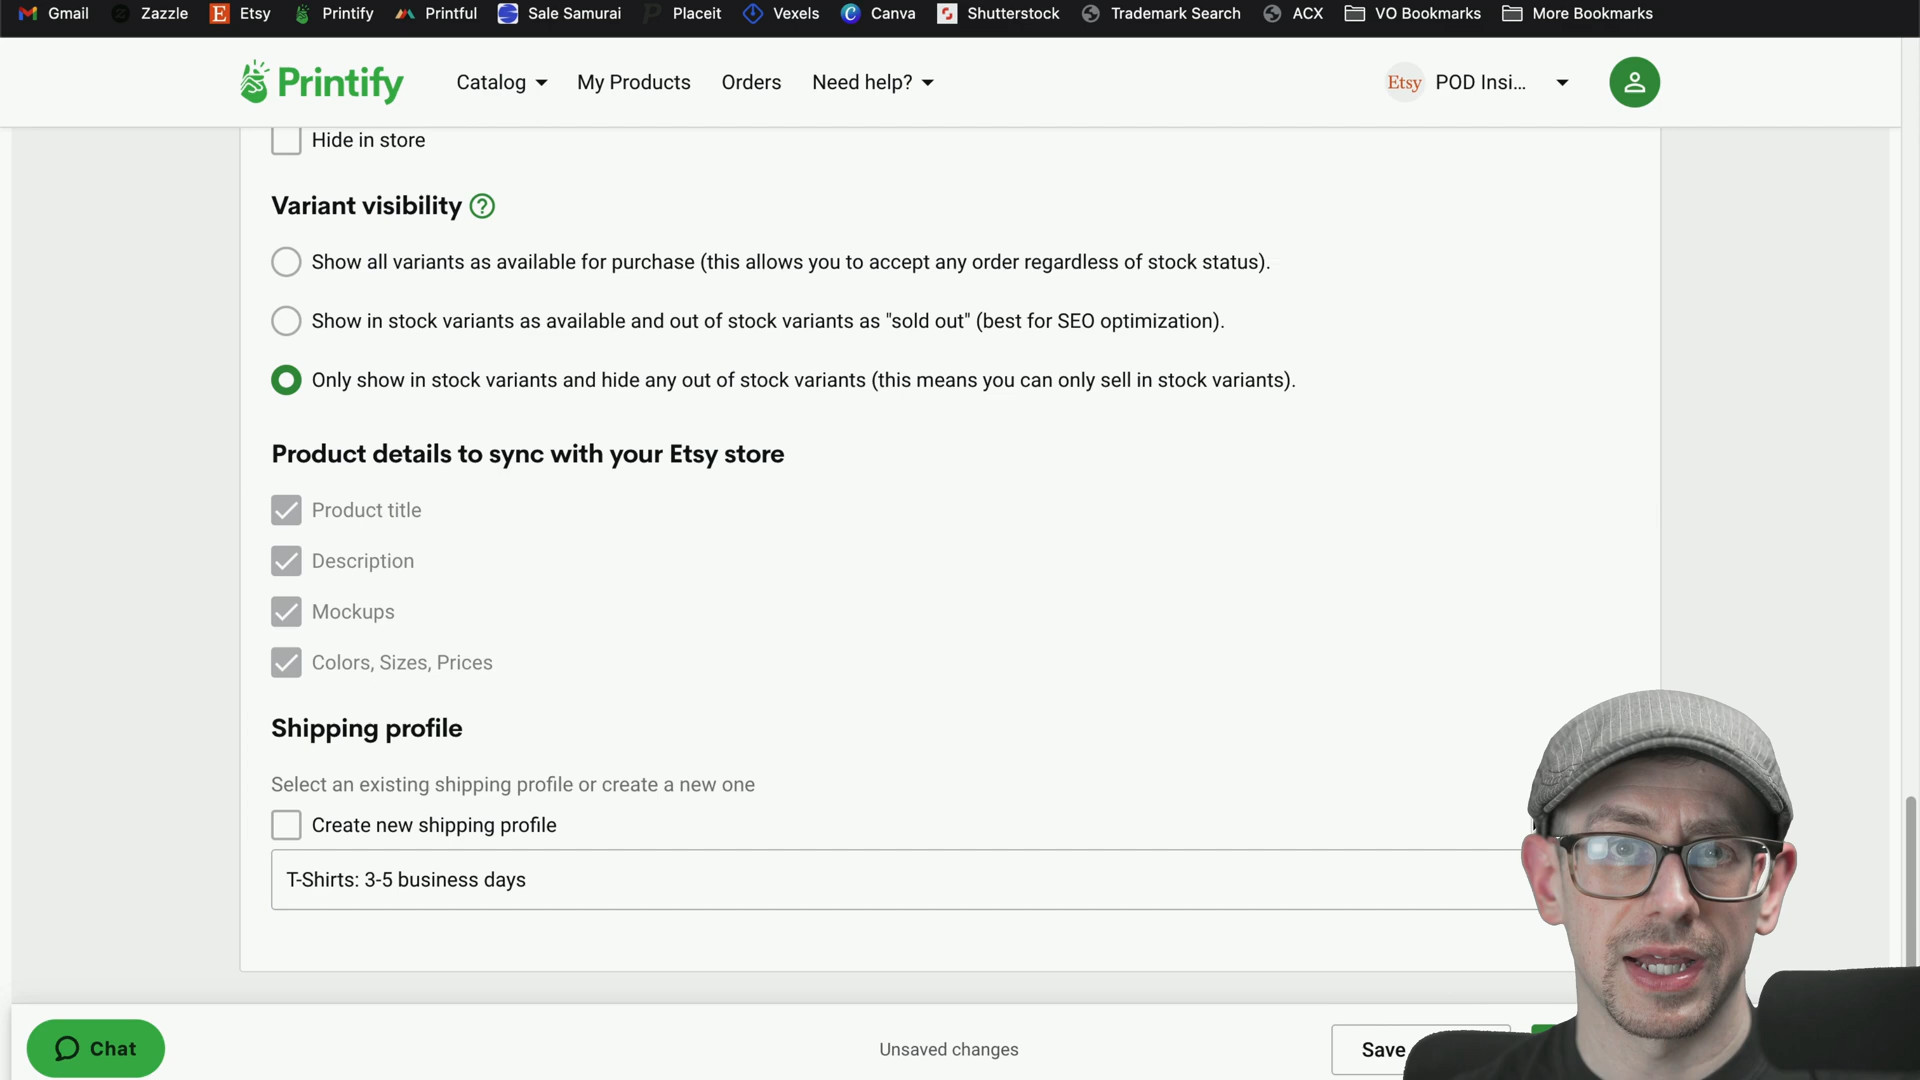 Gmail Zazzle Etsy Printify Printful Sale Samurai Placeit Vexels Canva Shutterstock Trademark Search ACX VO Bookmarks More Bookmarks
Printify Catalog My Products Orders Need help? Etsy POD Insi...
Hide in store
Variant visibility
Show all variants as available for purchase (this allows you to accept any order regardless of stock status).
Show in stock variants as available and out of stock variants as "sold out" (best for SEO optimization).
Only show in stock variants and hide any out of stock variants (this means you can only sell in stock variants).
Product details to sync with your Etsy store
Product title
Description
Mockups
Colors, Sizes, Prices
Shipping profile
Select an existing shipping profile or create a new one
Create new shipping profile
T-Shirts: 3-5 business days
Chat Unsaved changes Save